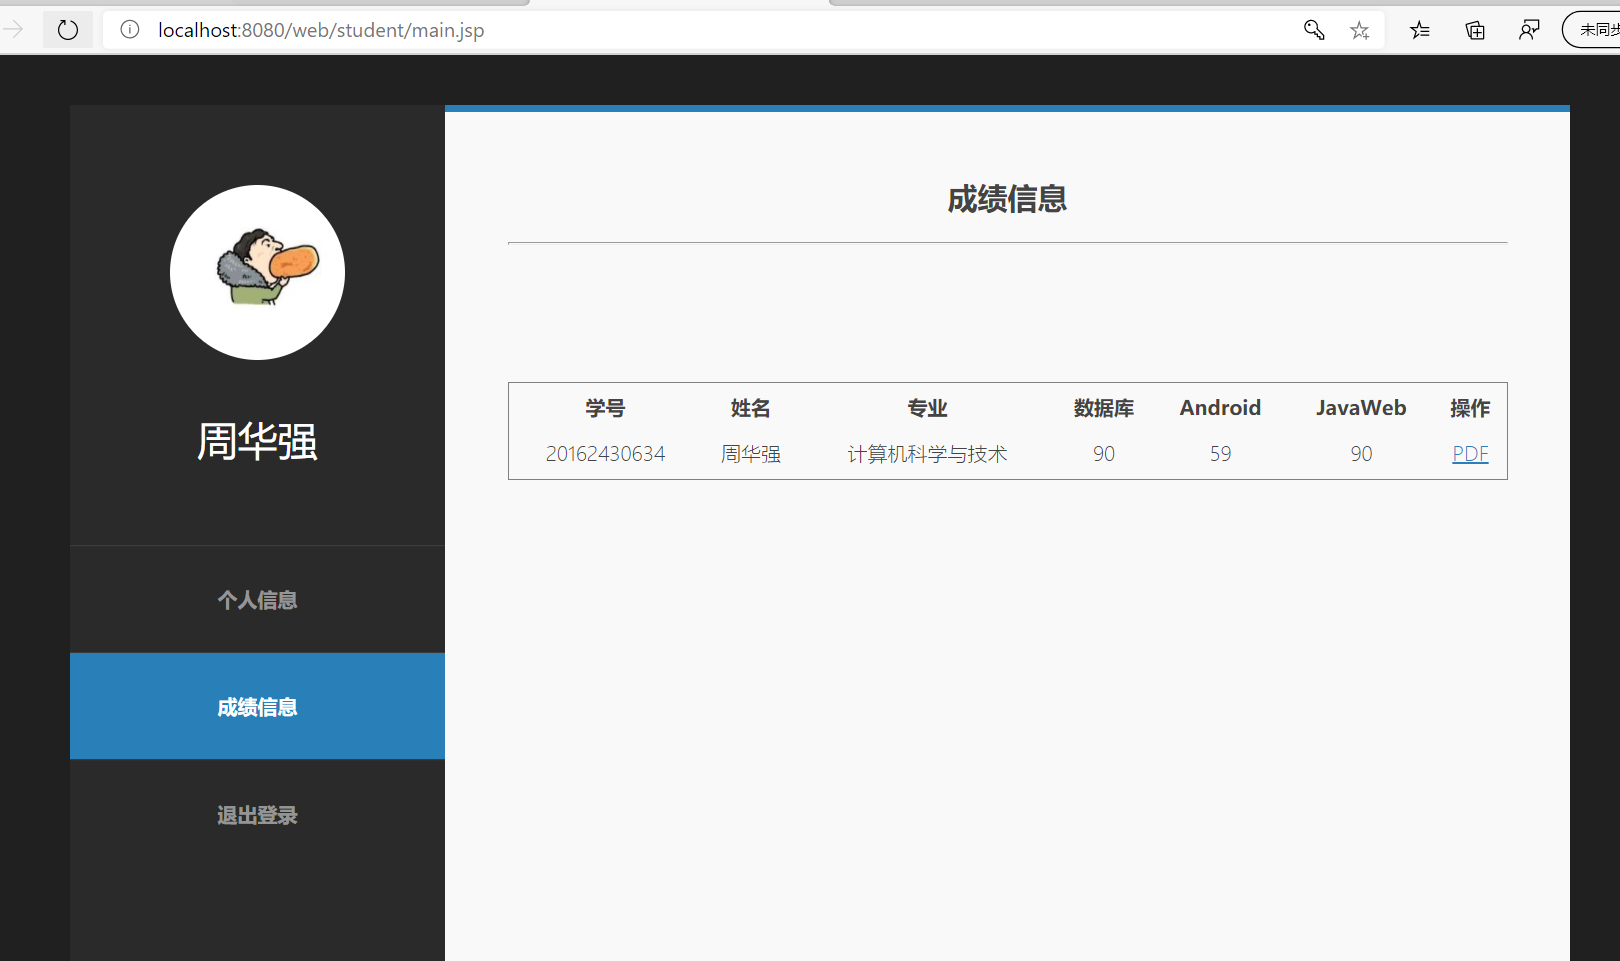 localhost:8080/web/student/main.jsp
未同步
周华强
个人信息
成绩信息
退出登录
成绩信息
学号 姓名 专业 数据库 Android JavaWeb 操作
20162430634 周华强 计算机科学与技术 90 59 90 PDF